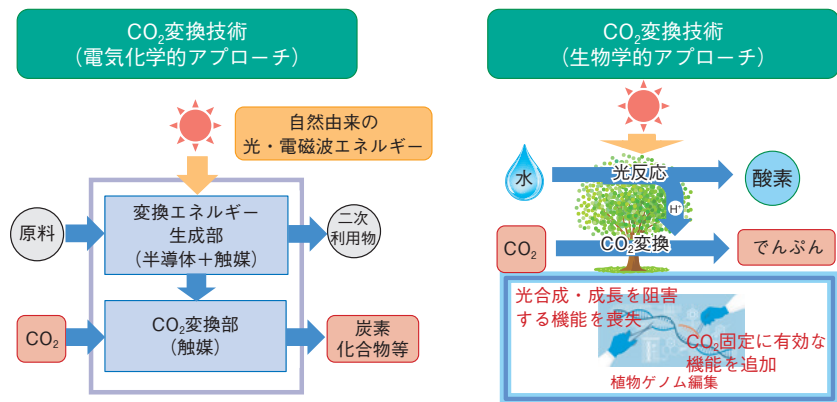 CO₂変換技術
（電気化学的アプローチ）
自然由来の
光・電磁波エネルギー
原料
変換エネルギー
生成部
（半導体＋触媒）
二次
利用物
CO₂
CO₂変換部
（触媒）
炭素
化合物等
CO₂変換技術
（生物学的アプローチ）
水
光反応
酸素
H⁺
CO₂
CO₂変換
でんぷん
光合成・成長を阻害
する機能を喪失
CO₂固定に有効な
機能を追加
植物ゲノム編集